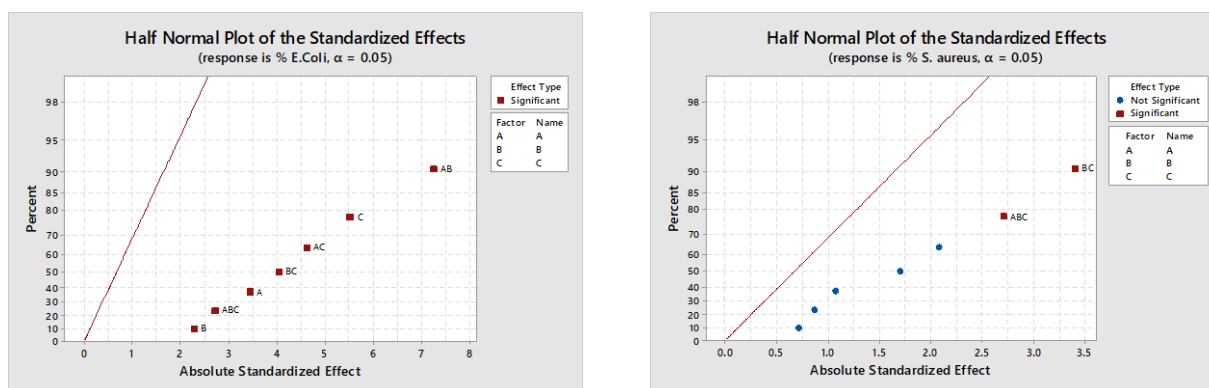 Half Normal Plot of the Standardized Effects
(response is % E.Coli, α = 0.05)
Effect Type
Significant
Factor Name
A A
B B
C C
98
95
90
85
80
70
60
50
40
30
20
10
0
Percent
AB
C
AC
BC
A
ABC
B
0 1 2 3 4 5 6 7 8
Absolute Standardized Effect
Half Normal Plot of the Standardized Effects
(response is % S. aureus, α = 0.05)
Effect Type
Not Significant
Significant
Factor Name
A A
B B
C C
98
95
90
85
80
70
60
50
40
30
20
10
0
Percent
BC
ABC
0.0 0.5 1.0 1.5 2.0 2.5 3.0 3.5
Absolute Standardized Effect